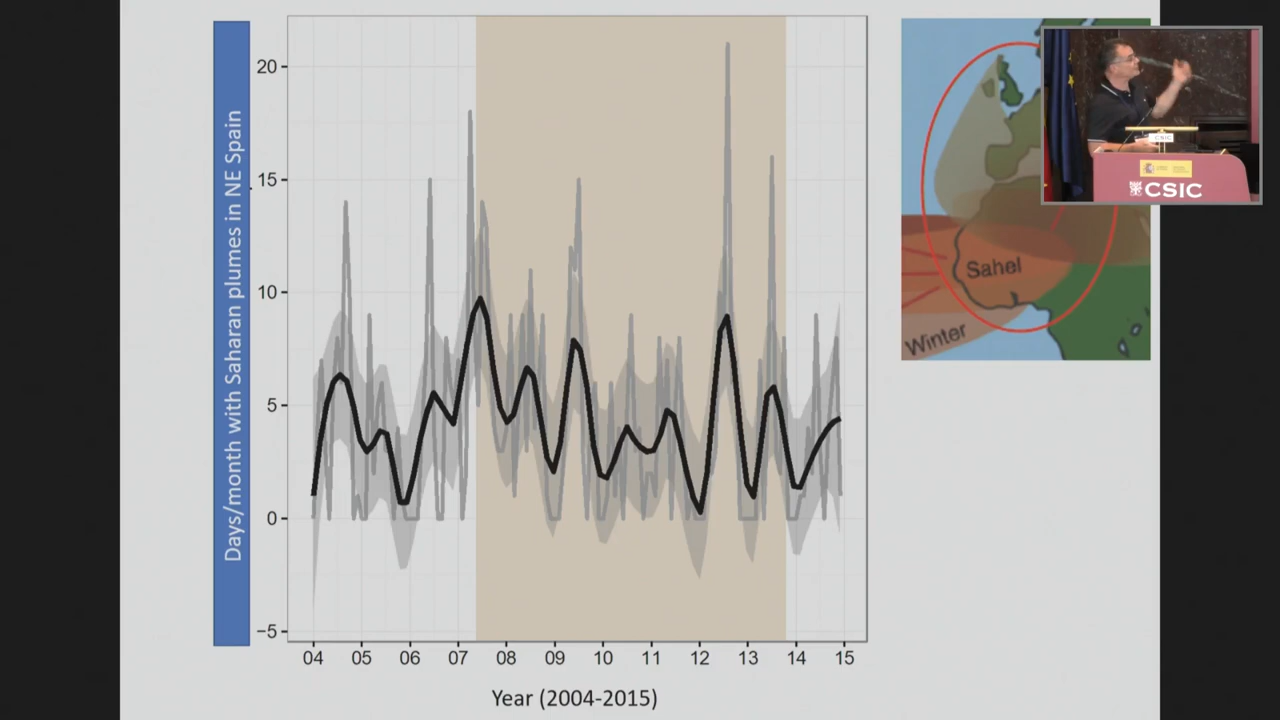 Days/month with Saharan plumes in NE Spain
20
15
10
5
0
−5
04 05 06 07 08 09 10 11 12 13 14 15
Year (2004-2015)
Sahel
Winter
CSIC
CSIC